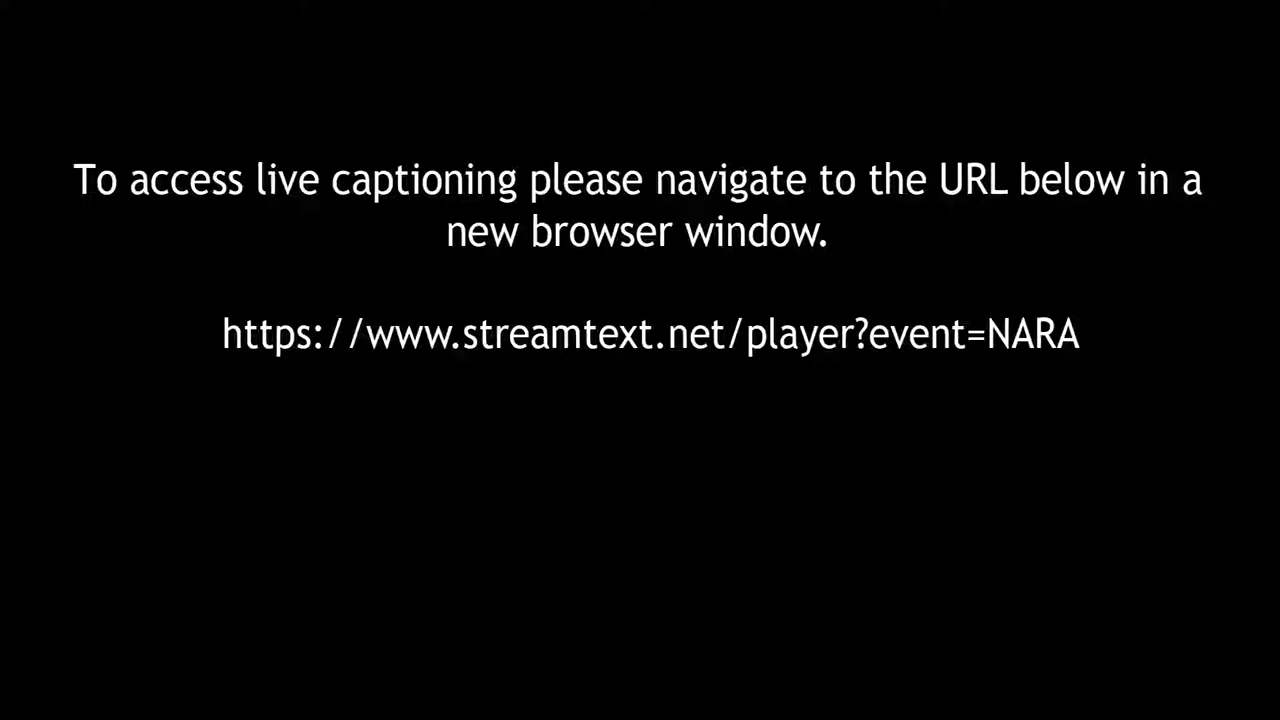 To access live captioning please navigate to the URL below in a
new browser window.
https://www.streamtext.net/player?event=NARA